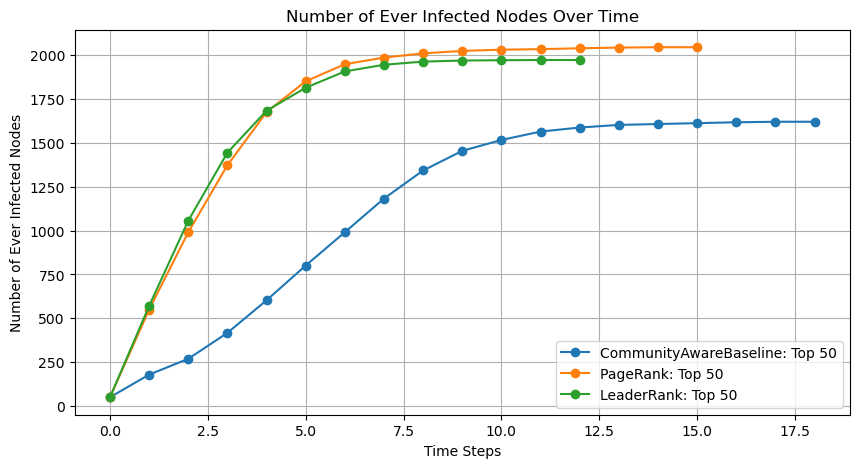 Number of Ever Infected Nodes Over Time
Number of Ever Infected Nodes
2000
1750
1500
1250
1000
750
500
250
0
0.0 2.5 5.0 7.5 10.0 12.5 15.0 17.5
Time Steps
CommunityAwareBaseline: Top 50
PageRank: Top 50
LeaderRank: Top 50